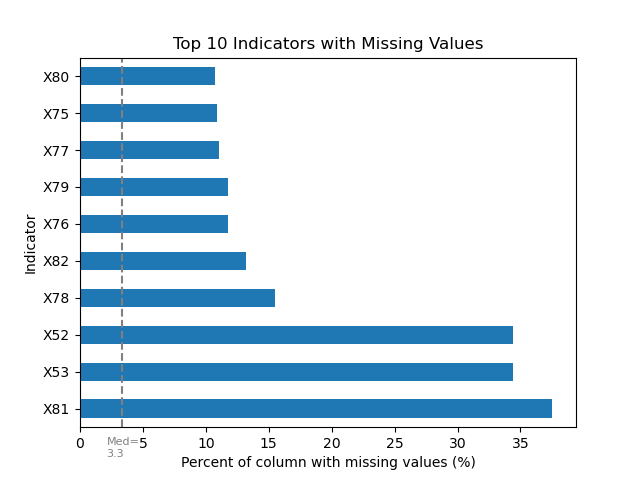 Top 10 Indicators with Missing Values
X80
X75
X77
X79
X76
X82
X78
X52
X53
X81
Indicator
0 5 10 15 20 25 30 35
Med=
3.3
Percent of column with missing values (%)